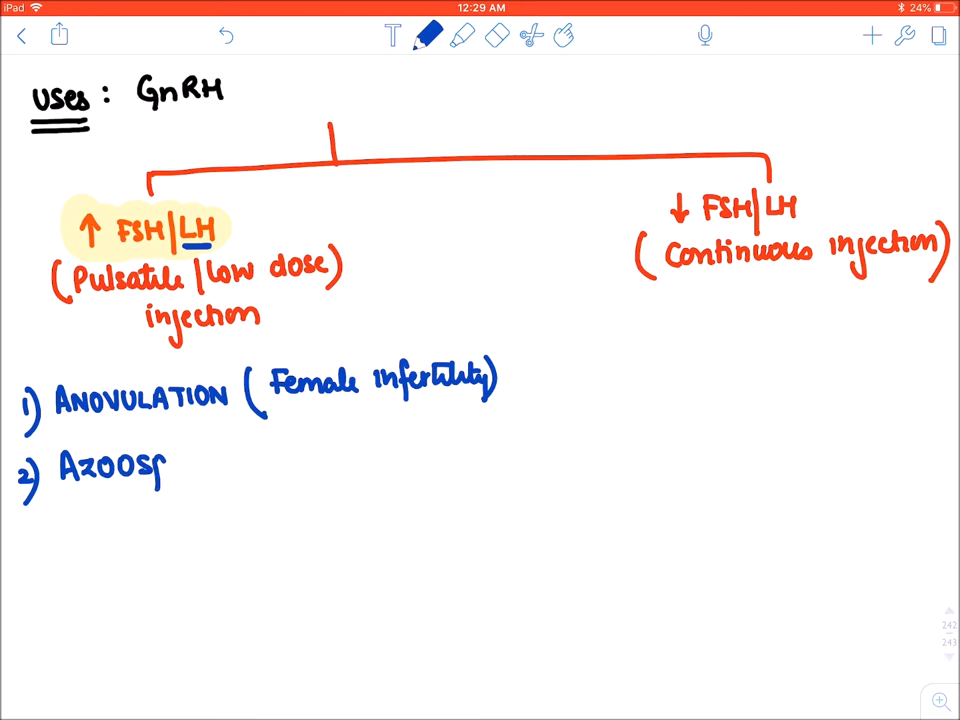 iPad 12:29 AM 24%
T
Uses : GnRH
↑ FSH|LH
(Pulsatile | low dose)
injection
↓ FSH|LH
(Continuous injection)
1) ANOVULATION (Female infertility)
2) Azoosp
242
243